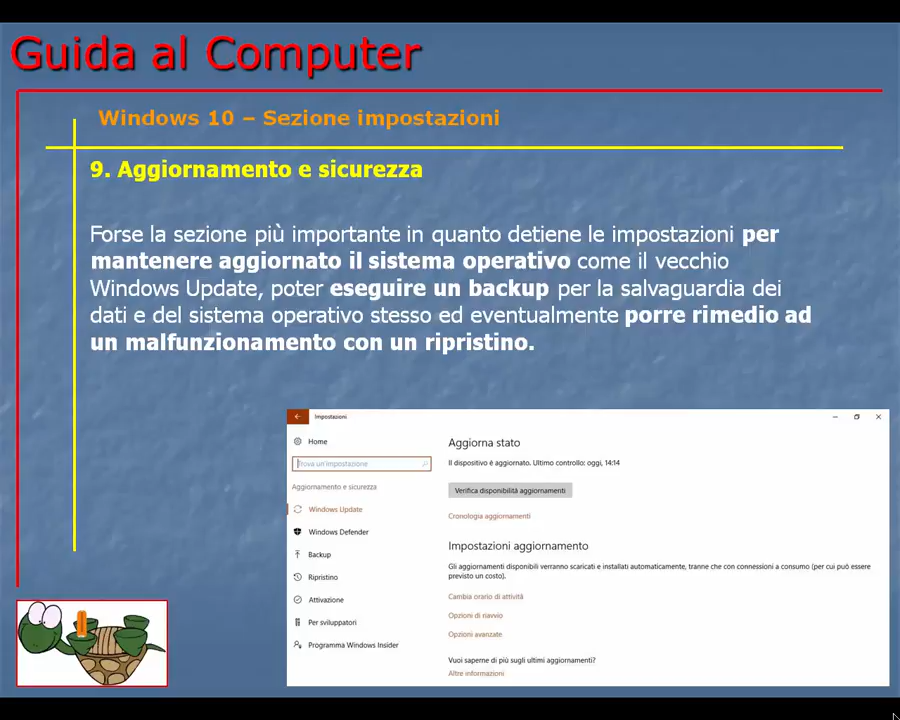 Guida al Computer
Windows 10 – Sezione impostazioni
9. Aggiornamento e sicurezza
Forse la sezione più importante in quanto detiene le impostazioni per
mantenere aggiornato il sistema operativo come il vecchio
Windows Update, poter eseguire un backup per la salvaguardia dei
dati e del sistema operativo stesso ed eventualmente porre rimedio ad
un malfunzionamento con un ripristino.
Impostazioni
Home
Trova un'impostazione
Aggiornamento e sicurezza
Windows Update
Windows Defender
Backup
Ripristino
Attivazione
Per sviluppatori
Programma Windows Insider
Aggiorna stato
Il dispositivo è aggiornato. Ultimo controllo: oggi, 14:14
Verifica disponibilità aggiornamenti
Cronologia aggiornamenti
Impostazioni aggiornamento
Gli aggiornamenti disponibili verranno scaricati e installati automaticamente, tranne che con connessioni a consumo (per cui può essere
previsto un costo).
Cambia orario di attività
Opzioni di riavvio
Opzioni avanzate
Vuoi saperne di più sugli ultimi aggiornamenti?
Altre informazioni